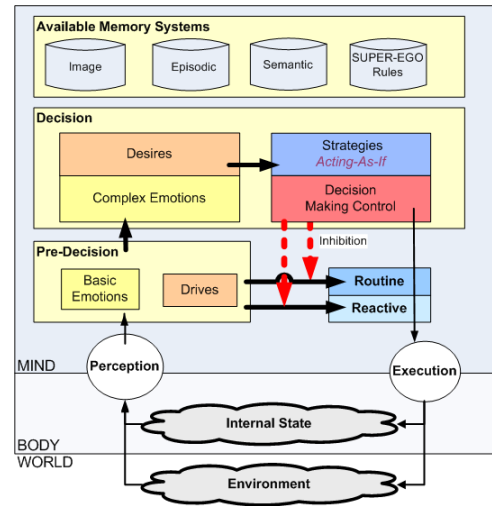 Available Memory Systems
Image
Episodic
Semantic
SUPER-EGO
Rules
Decision
Desires
Complex Emotions
Strategies
Acting-As-If
Decision
Making Control
Inhibition
Pre-Decision
Basic
Emotions
Drives
Routine
Reactive
Perception
Execution
MIND
Internal State
BODY
WORLD
Environment